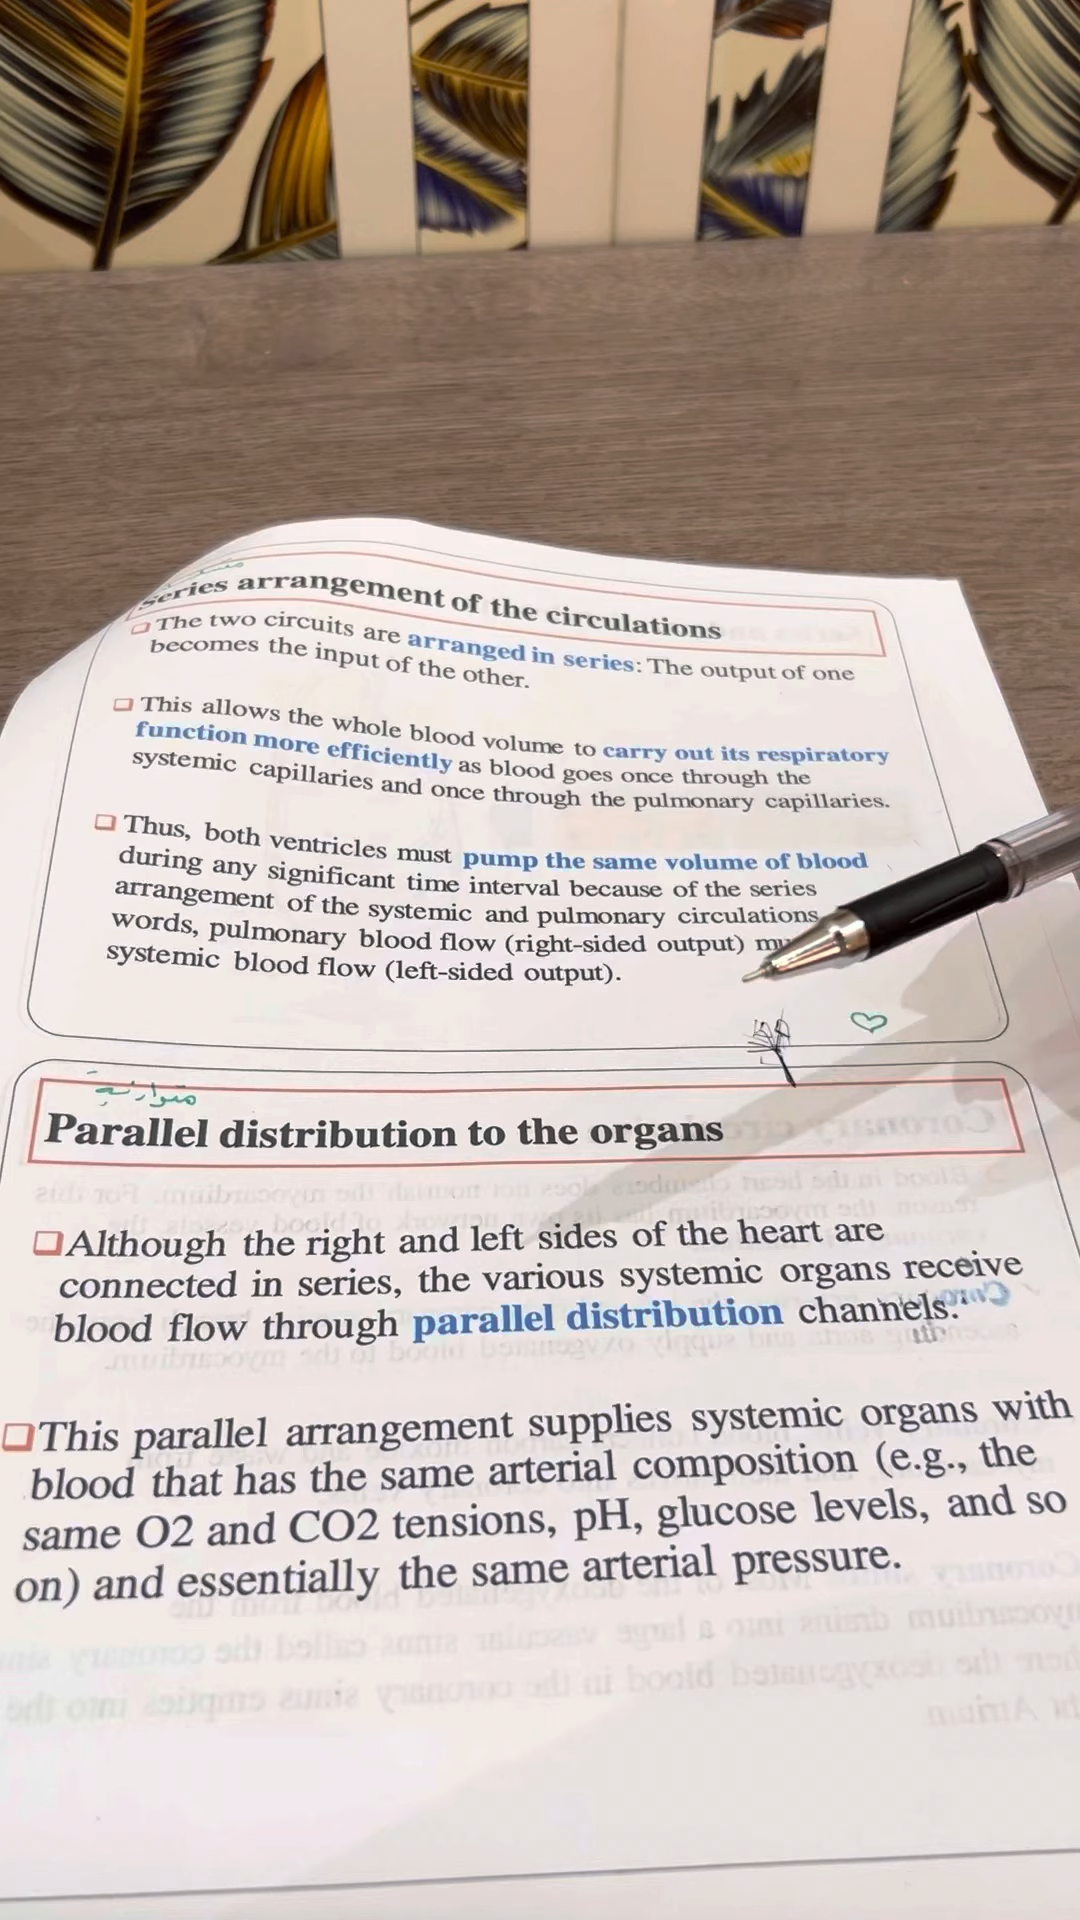 Series arrangement of the circulations
The two circuits are arranged in series: The output of one
becomes the input of the other.
This allows the whole blood volume to carry out its respiratory
function more efficiently as blood goes once through the
systemic capillaries and once through the pulmonary capillaries.
Thus, both ventricles must pump the same volume of blood
during any significant time interval because of the series
arrangement of the systemic and pulmonary circulations
words, pulmonary blood flow (right-sided output)
systemic blood flow (left-sided output).
Parallel distribution to the organs
Although the right and left sides of the heart are
connected in series, the various systemic organs receive
blood flow through parallel distribution channels.
This parallel arrangement supplies systemic organs with
blood that has the same arterial composition (e.g., the
same O2 and CO2 tensions, pH, glucose levels, and so
on) and essentially the same arterial pressure.